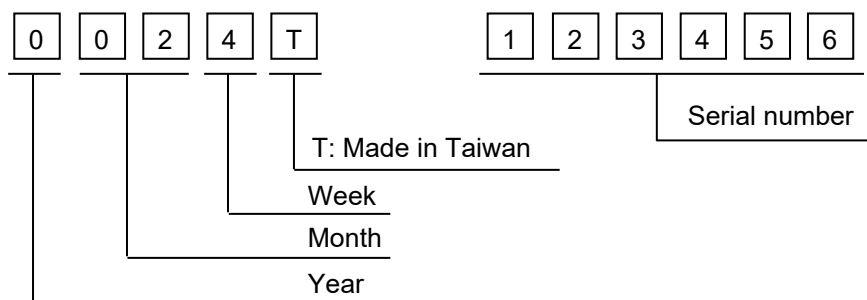 0 0 2 4 T 1 2 3 4 5 6
Serial number
T: Made in Taiwan
Week
Month
Year